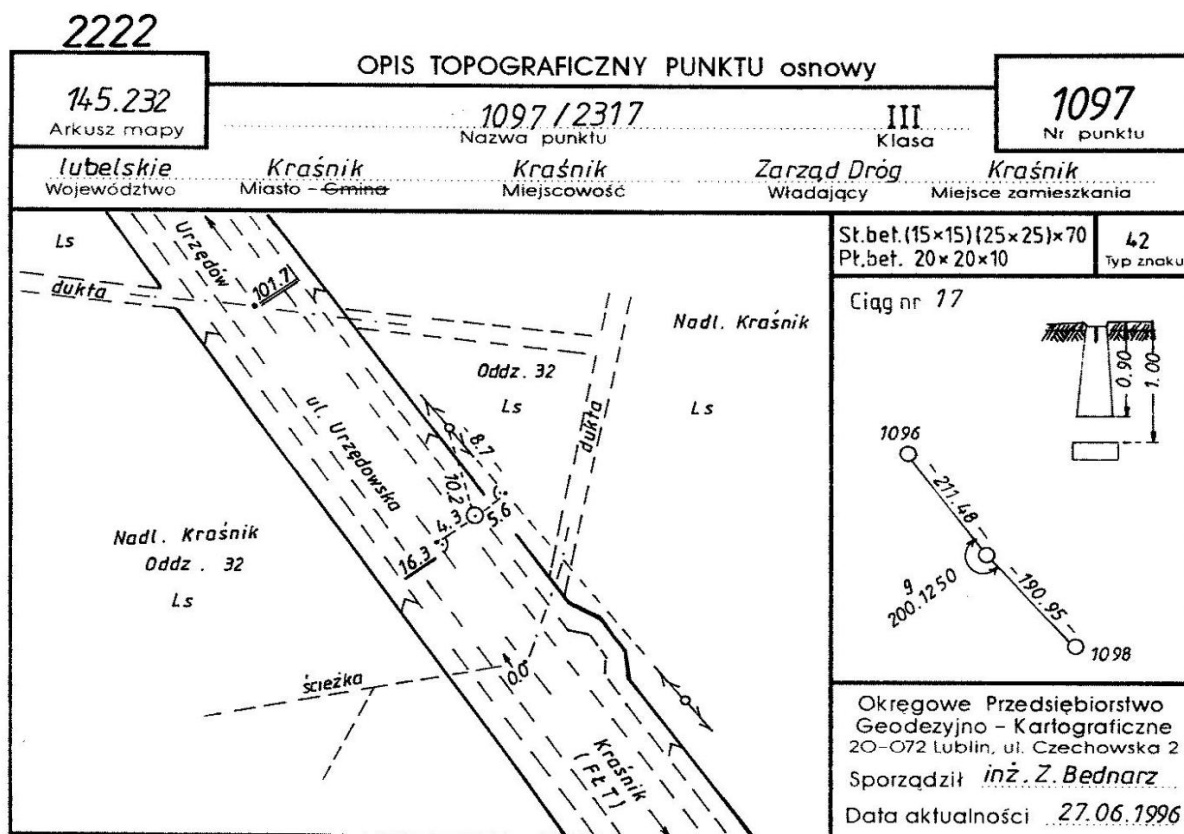 2222
OPIS TOPOGRAFICZNY PUNKTU osnowy
145.232
Arkusz mapy
1097/2317
Nazwa punktu
III
Klasa
1097
Nr punktu
lubelskie Kraśnik Kraśnik Zarząd Dróg Kraśnik
Województwo Miasto - Gmina Miejscowość Władający Miejsce zamieszkania
Ls
Urzędów
dukta
101.7
Nadl. Kraśnik
Oddz. 32
Ls
Ls
dukta
ul. Urzędowska
8.7
10.2
4.3
5.6
16.3
Nadl. Kraśnik
Oddz. 32
Ls
0.0
ścieżka
Kraśnik
(FŁT)
St.bet.(15×15)(25×25)×70
Pł.bet. 20×20×10
42
Typ znaku
Ciąg nr 17
0.90
1.00
1096
211.48
g
200.1250
190.95
1098
Okręgowe Przedsiębiorstwo
Geodezyjno - Kartograficzne
20-072 Lublin, ul. Czechowska 2
Sporządził inż. Z. Bednarz
Data aktualności 27.06.1996